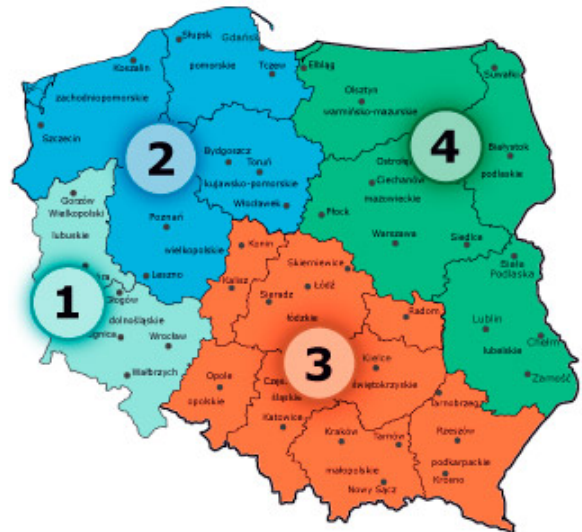 Słupsk
Gdańsk
Koszalin
pomorskie
Tczew
Elbląg
Suwałki
Olsztyn
zachodniopomorskie
warmińsko-mazurskie
Szczecin
2
4
Bydgoszcz
Toruń
Białystok
Ostrołę
podlaskie
kujawsko-pomorskie
Ciechanów
Gorzów
Wielkopolski
Włocławek
mazowieckie
Płock
lubuskie
Poznań
wielkopolskie
Warszawa
Siedlce
Konin
Skierniewice
Biała
Podlaska
Leszno
Kalisz
Sieradz
Łódź
1
Głogów
łódzkie
Radom
Lublin
dolnośląskie
Chełm
gnica
Wrocław
lubelskie
3
Kielce
Wałbrzych
Opole
Czę
świętokrzyskie
Zamość
opolskie
śląskie
Tarnobrzeg
Katowice
Kraków
Tarnów
Rzeszów
małopolskie
podkarpackie
Nowy Sącz
Krosno